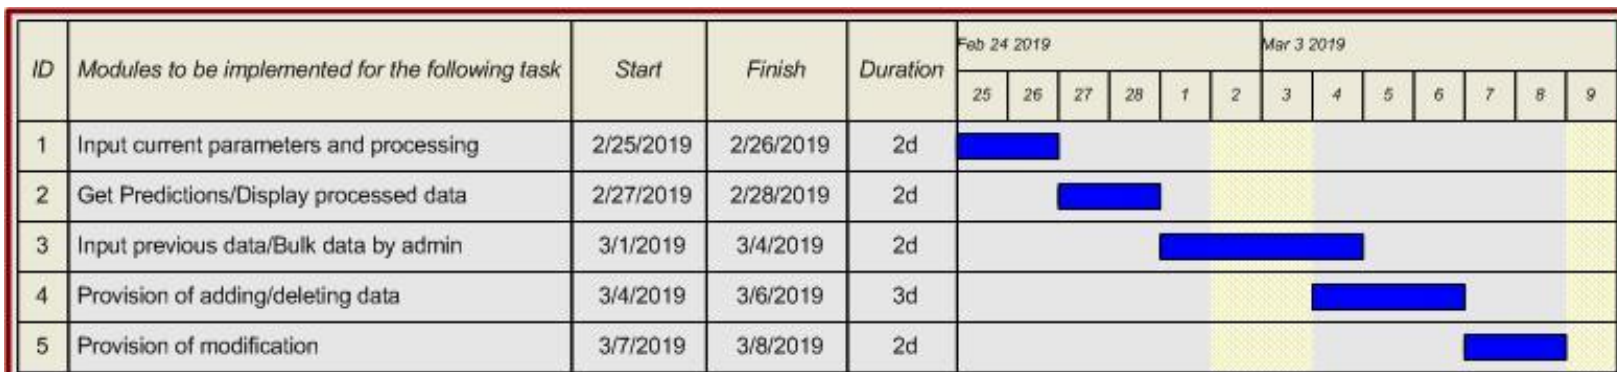 ID Modules to be implemented for the following task Start Finish Duration Feb 24 2019 Mar 3 2019
25 26 27 28 1 2 3 4 5 6 7 8 9
1 Input current parameters and processing 2/25/2019 2/26/2019 2d
2 Get Predictions/Display processed data 2/27/2019 2/28/2019 2d
3 Input previous data/Bulk data by admin 3/1/2019 3/4/2019 2d
4 Provision of adding/deleting data 3/4/2019 3/6/2019 3d
5 Provision of modification 3/7/2019 3/8/2019 2d